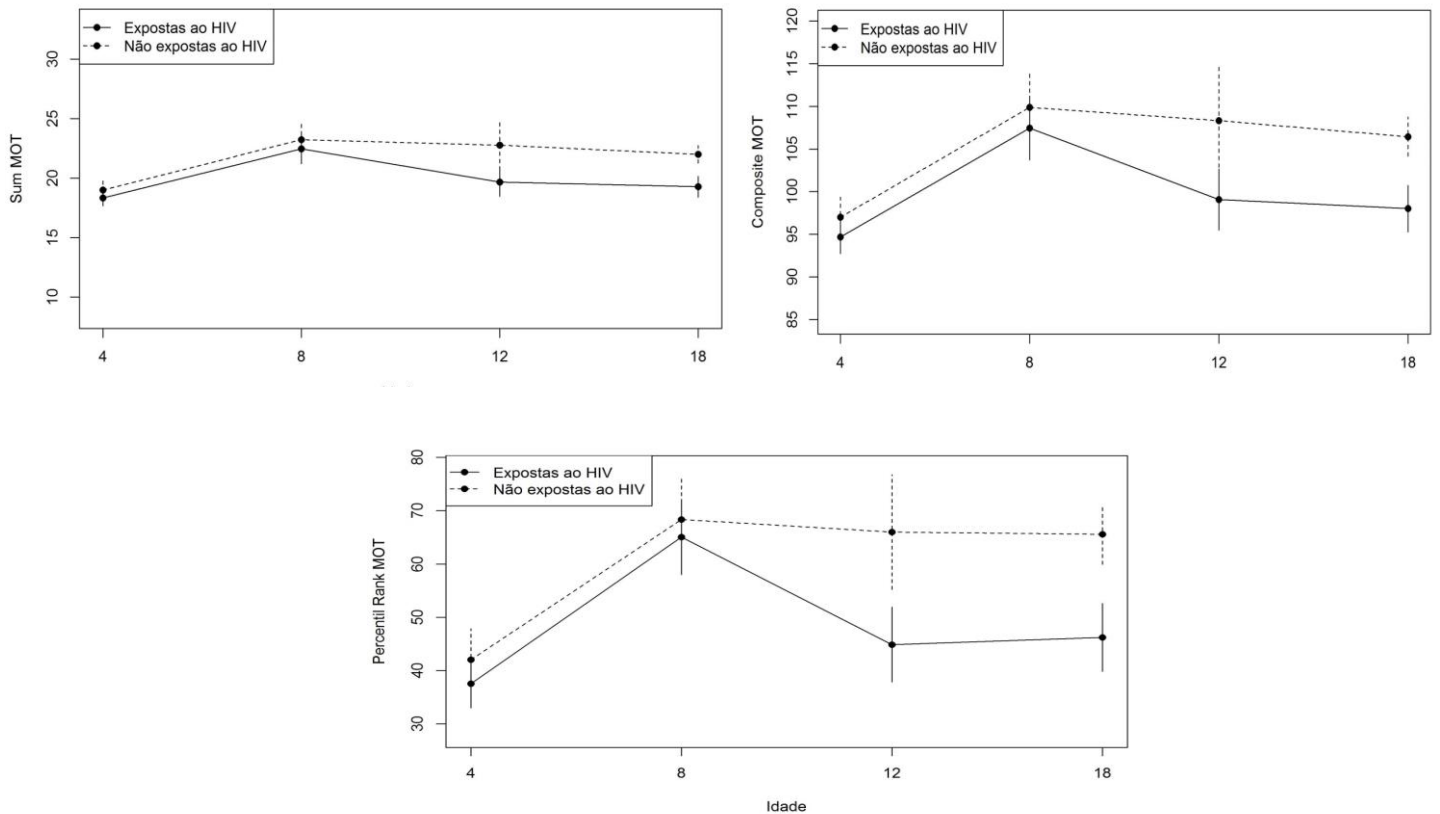 Expostas ao HIV
Não expostas ao HIV
Sum MOT
30
25
20
15
10
4 8 12 18
Expostas ao HIV
Não expostas ao HIV
Composite MOT
120
115
110
105
100
95
90
85
4 8 12 18
Expostas ao HIV
Não expostas ao HIV
Percentil Rank MOT
80
70
60
50
40
30
4 8 12 18
Idade